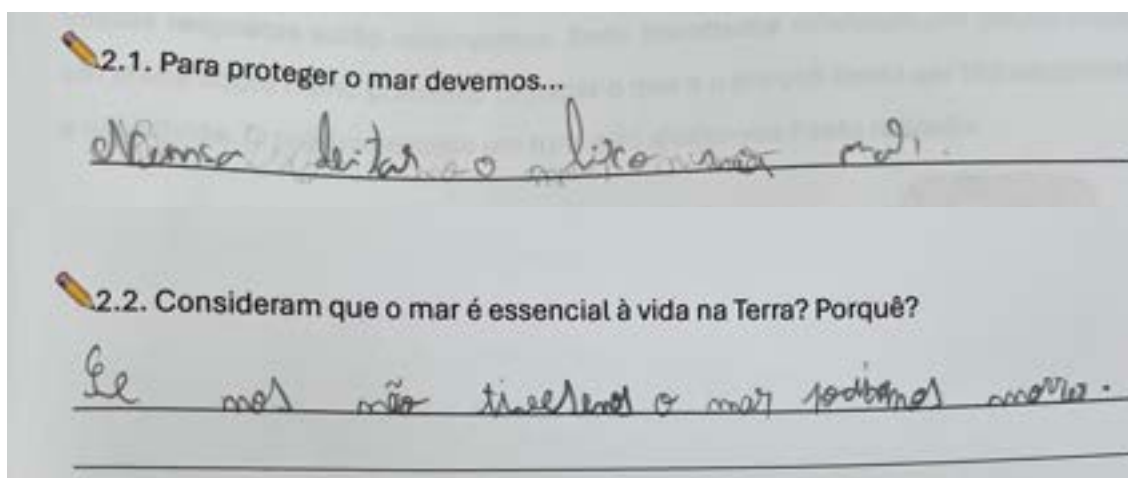 2.1. Para proteger o mar devemos...
Nunca deitar o lixo no mar.
2.2. Consideram que o mar é essencial à vida na Terra? Porquê?
Se nos não tivesemos o mar podiamos morrer.